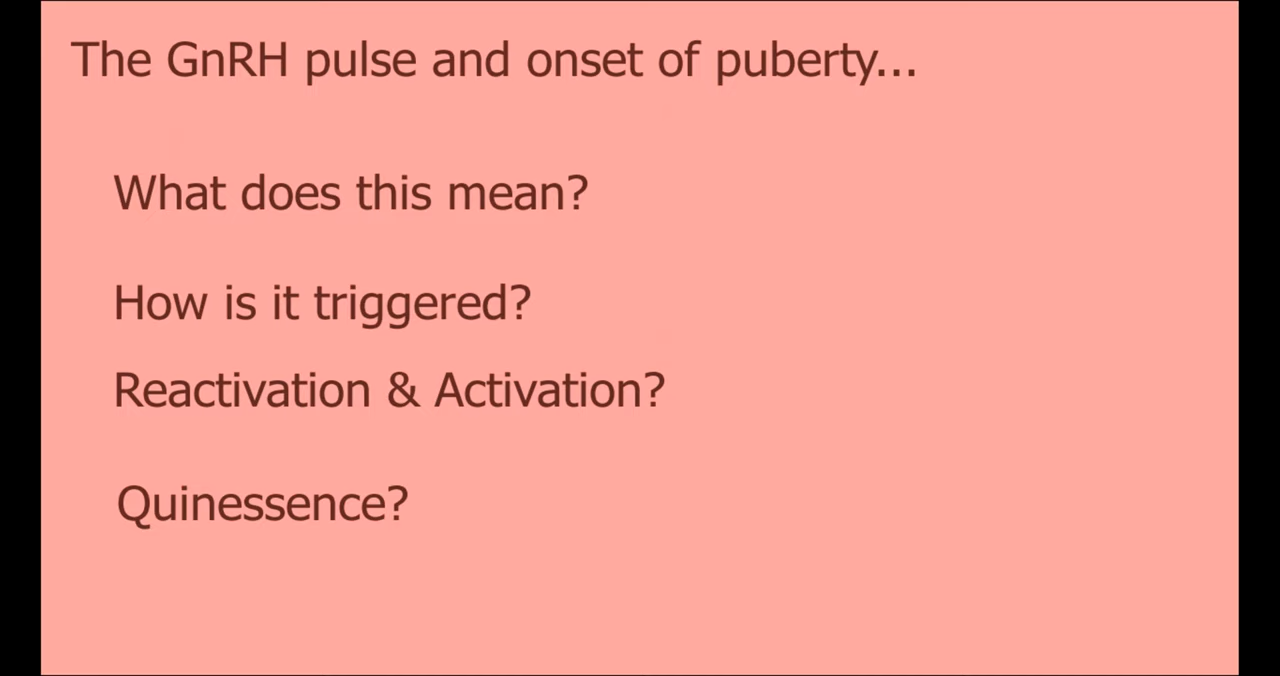 The GnRH pulse and onset of puberty...
What does this mean?
How is it triggered?
Reactivation & Activation?
Quinessence?